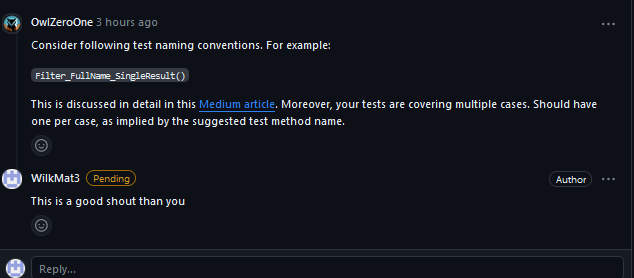 OwlZeroOne 3 hours ago
Consider following test naming conventions. For example:
Filter_FullName_SingleResult()
This is discussed in detail in this Medium article. Moreover, your tests are covering multiple cases. Should have
one per case, as implied by the suggested test method name.
WilkMat3 Pending Author
This is a good shout than you
Reply...